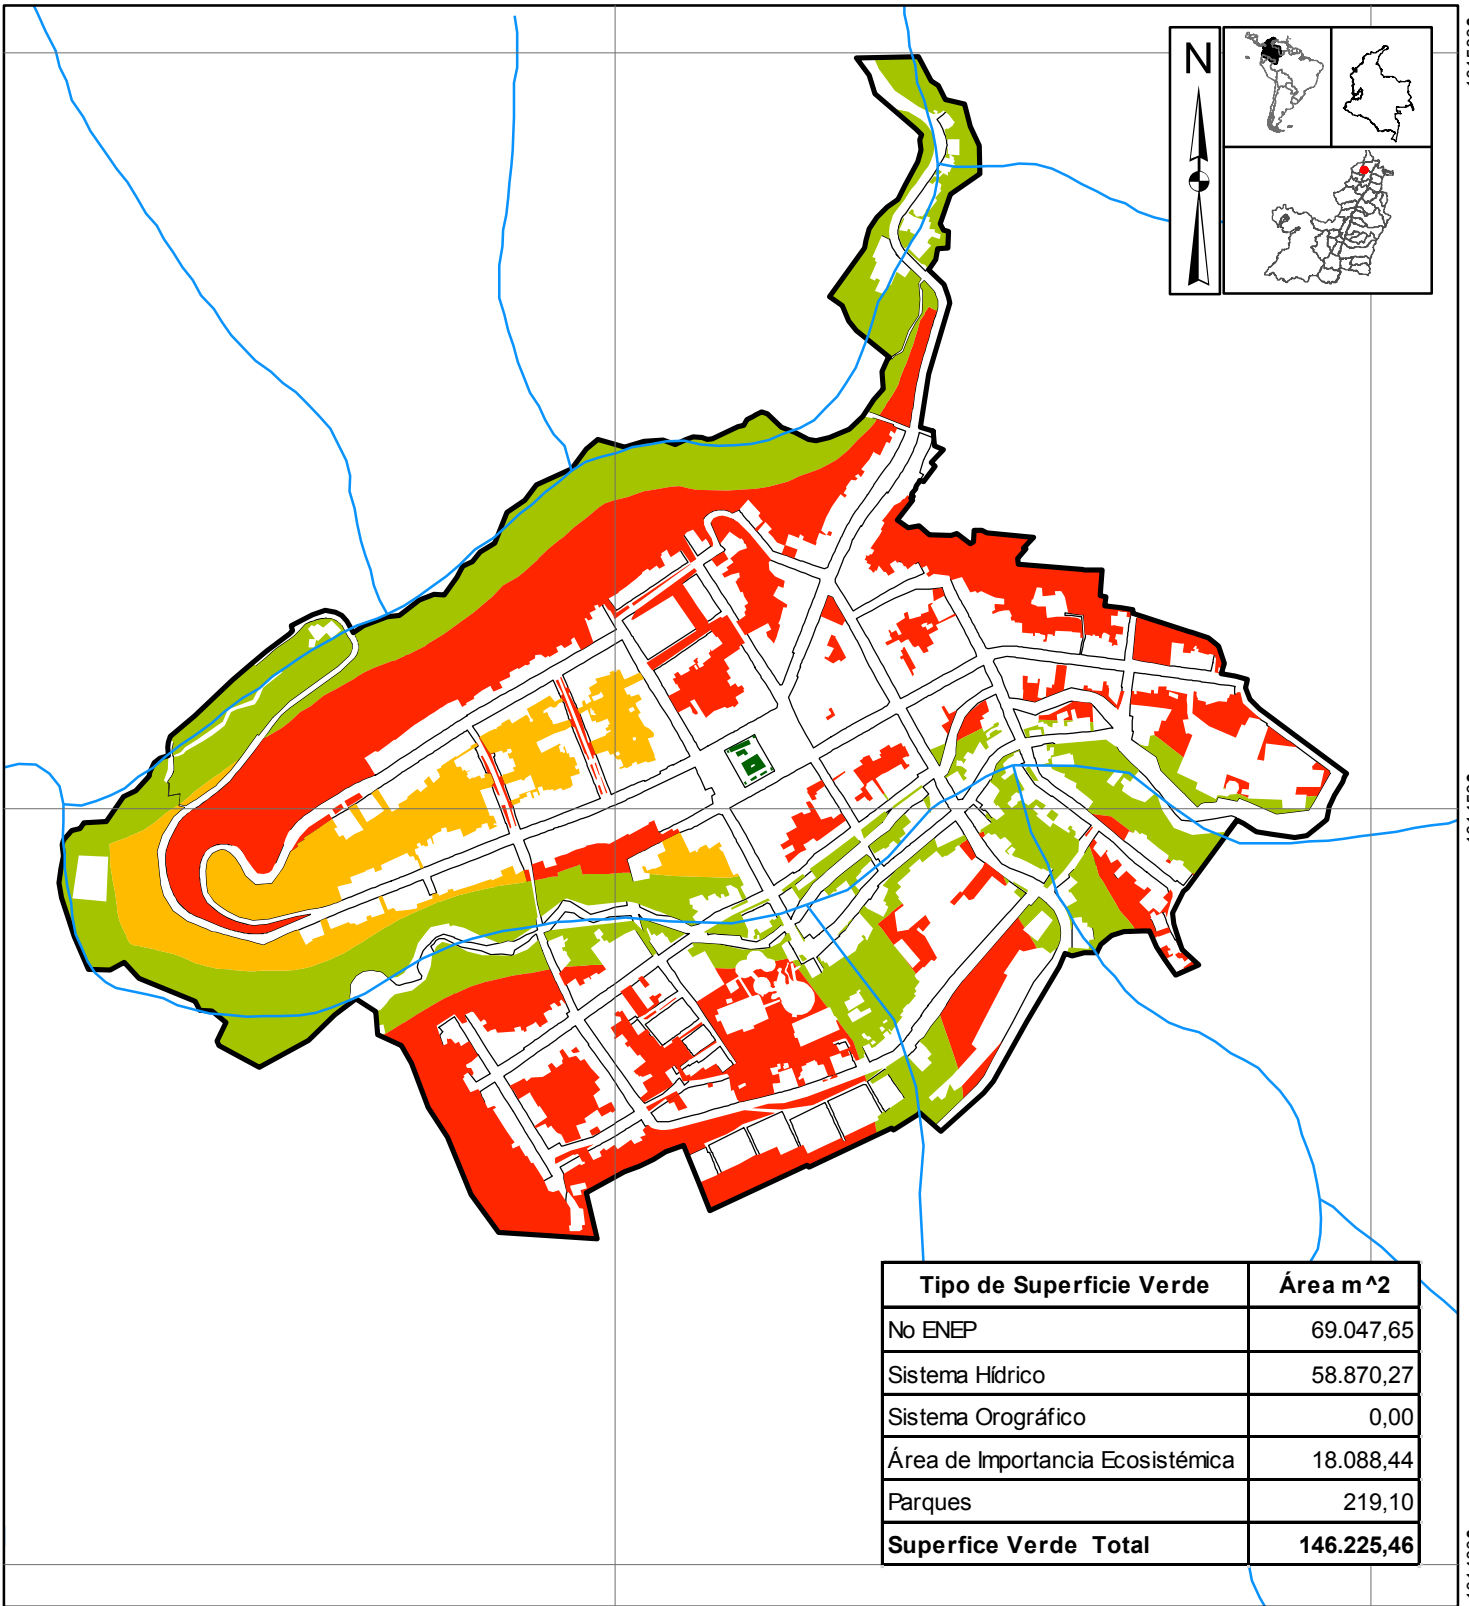 N
Tipo de Superficie Verde Área m^2
No ENEP 69.047,65
Sistema Hídrico 58.870,27
Sistema Orográfico 0,00
Área de Importancia Ecosistémica 18.088,44
Parques 219,10
Superfice Verde Total 146.225,46